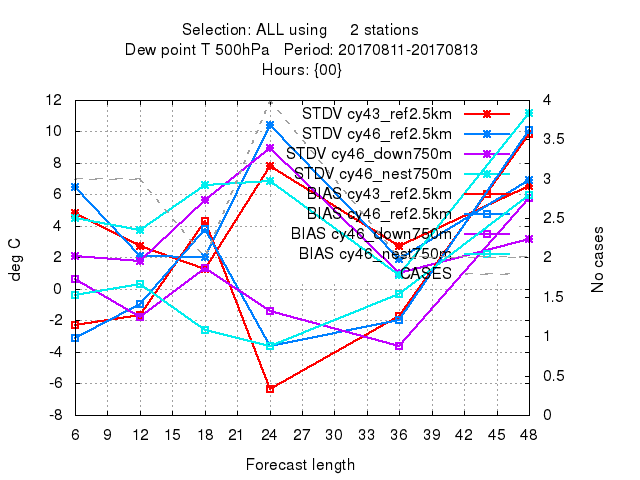 Selection: ALL using     2 stations
Dew point T 500hPa   Period: 20170811-20170813
Hours: {00}
STDV cy43_ref2.5km
STDV cy46_ref2.5km
STDV cy46_down750m
STDV cy46_nest750m
BIAS cy43_ref2.5km
BIAS cy46_ref2.5km
BIAS cy46_down750m
BIAS cy46_nest750m
CASES
deg C
12
10
8
6
4
2
0
-2
-4
-6
-8
4
3.5
3
2.5
2
1.5
1
0.5
0
No cases
6 9 12 15 18 21 24 27 30 33 36 39 42 45 48
Forecast length